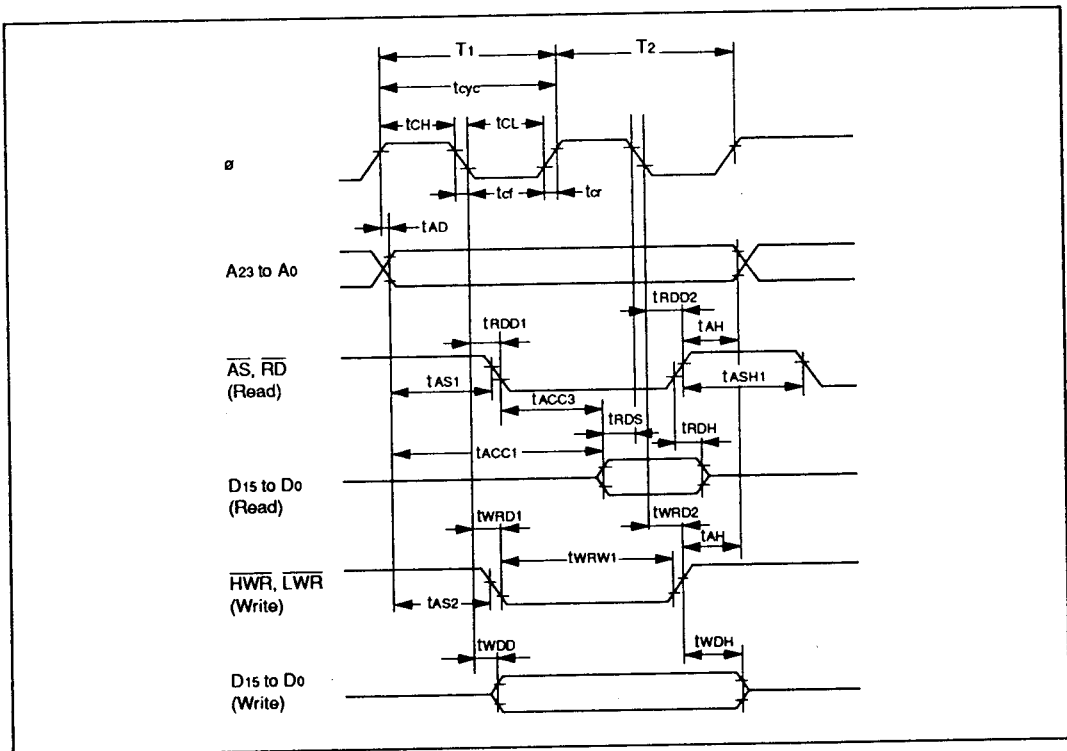 T1 T2
tcyc
tCH tCL
ø
tcf tcr
tAD
A23 to A0
tRDD2
tRDD1 tAH
AS, RD
(Read)
tAS1 tASH1
tACC3
tRDS tRDH
tACC1
D15 to D0
(Read)
tWRD1 tWRD2
tAH
tWRW1
HWR, LWR
(Write)
tAS2
tWDD tWDH
D15 to D0
(Write)